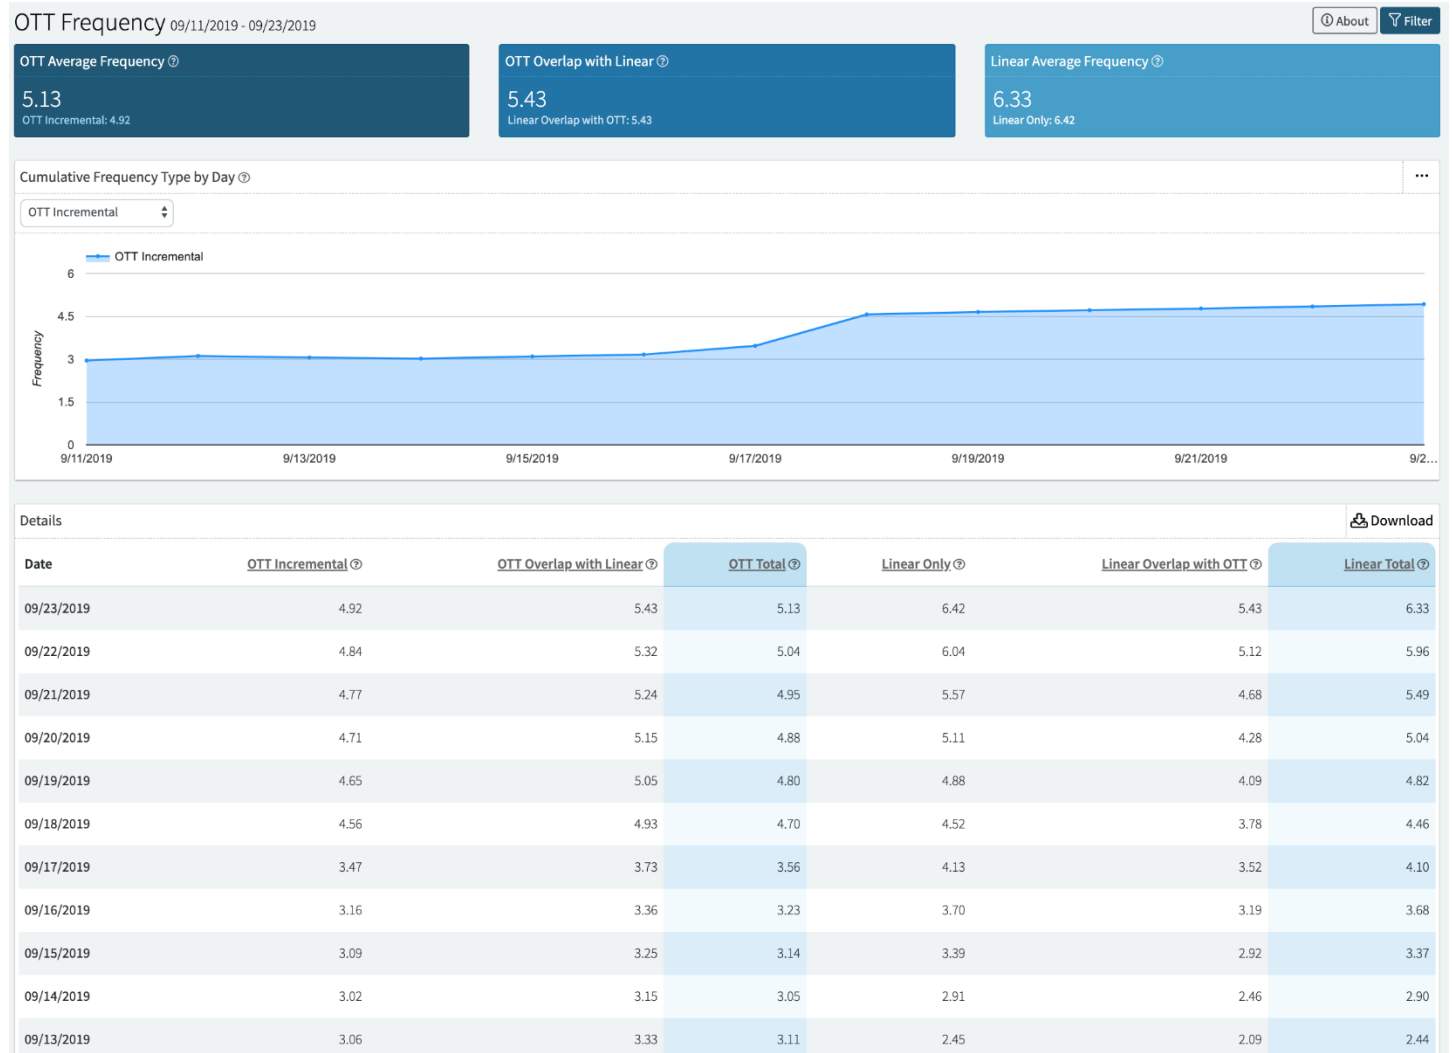 OTT Frequency 09/11/2019 - 09/23/2019
About
Filter
OTT Average Frequency
5.13
OTT Incremental: 4.92
OTT Overlap with Linear
5.43
Linear Overlap with OTT: 5.43
Linear Average Frequency
6.33
Linear Only: 6.42
Cumulative Frequency Type by Day
...
OTT Incremental
OTT Incremental
Frequency
6
4.5
3
1.5
0
9/11/2019 9/13/2019 9/15/2019 9/17/2019 9/19/2019 9/21/2019 9/2...
Details
Download
Date OTT Incremental OTT Overlap with Linear OTT Total Linear Only Linear Overlap with OTT Linear Total
09/23/2019 4.92 5.43 5.13 6.42 5.43 6.33
09/22/2019 4.84 5.32 5.04 6.04 5.12 5.96
09/21/2019 4.77 5.24 4.95 5.57 4.68 5.49
09/20/2019 4.71 5.15 4.88 5.11 4.28 5.04
09/19/2019 4.65 5.05 4.80 4.88 4.09 4.82
09/18/2019 4.56 4.93 4.70 4.52 3.78 4.46
09/17/2019 3.47 3.73 3.56 4.13 3.52 4.10
09/16/2019 3.16 3.36 3.23 3.70 3.19 3.68
09/15/2019 3.09 3.25 3.14 3.39 2.92 3.37
09/14/2019 3.02 3.15 3.05 2.91 2.46 2.90
09/13/2019 3.06 3.33 3.11 2.45 2.09 2.44